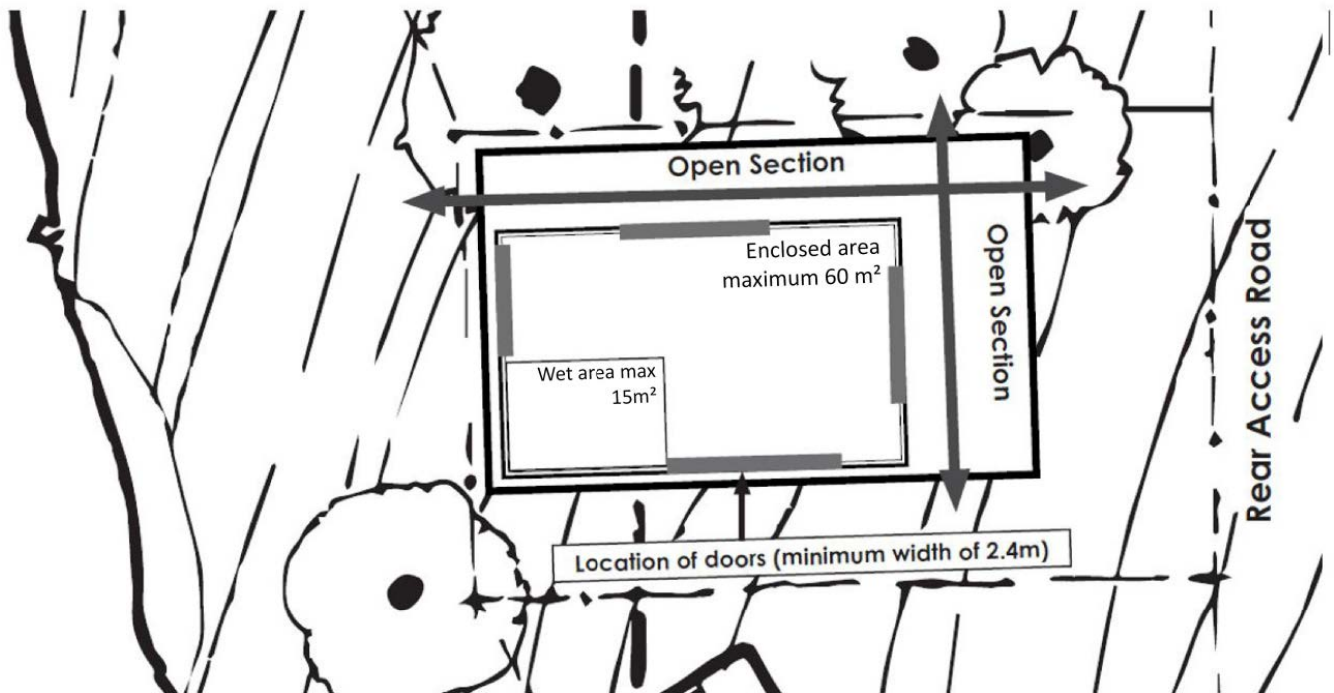 Open Section
Enclosed area
maximum 60 m²
Open Section
Rear Access Road
Wet area max
15m²
Location of doors (minimum width of 2.4m)